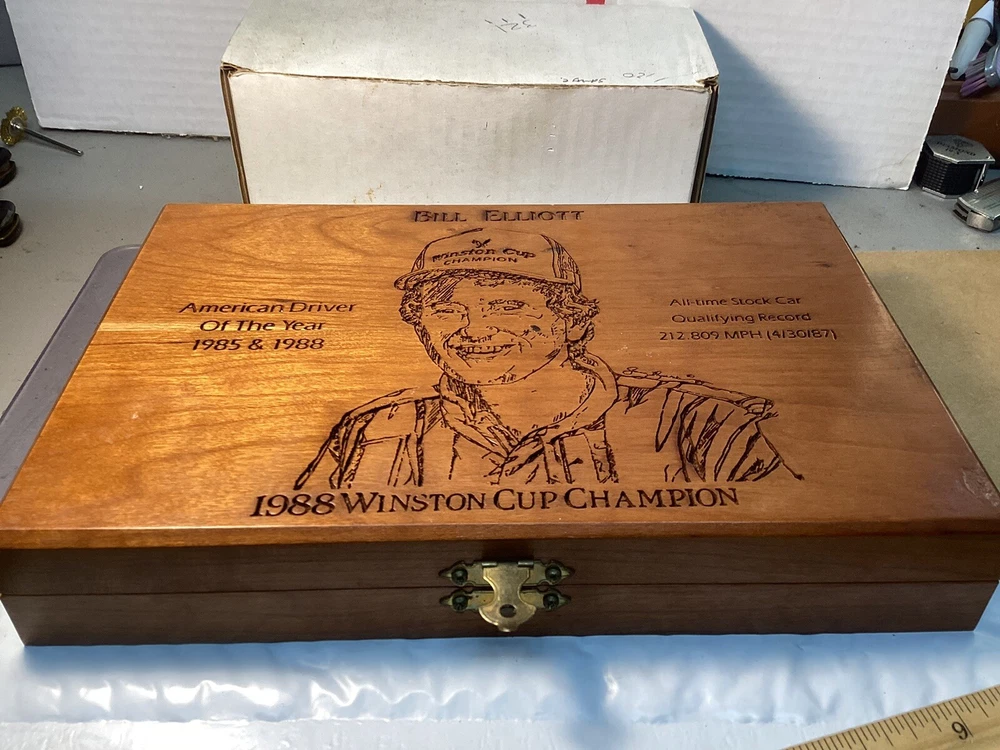 BILL ELLIOTT
Winston Cup
CHAMPION
American Driver
Of The Year
1985 & 1988
All-time Stock Car
Qualifying Record
212.809 MPH (4/30/87)
1988 WINSTON CUP CHAMPION
9